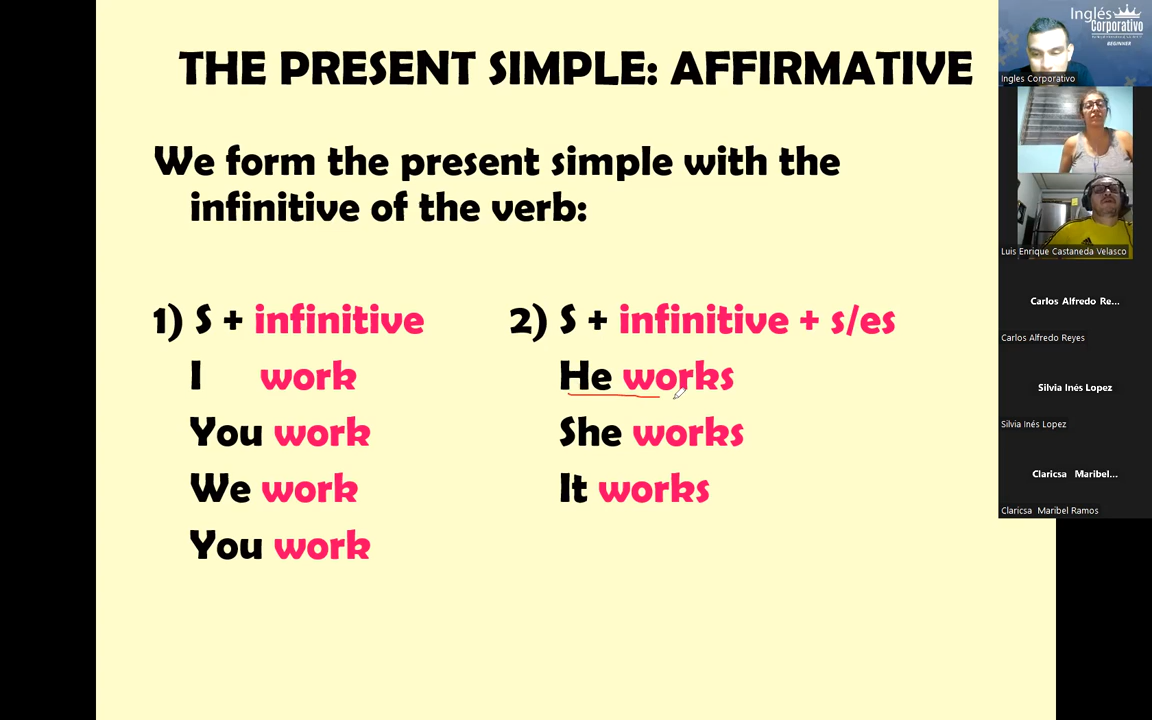 THE PRESENT SIMPLE: AFFIRMATIVE
We form the present simple with the
infinitive of the verb:
1) S + infinitive
I work
You work
We work
You work
2) S + infinitive + s/es
He works
She works
It works
Inglés
Corporativo
BEGINNER
Ingles Corporativo
Luis Enrique Castaneda Velasco
Carlos Alfredo Re...
Carlos Alfredo Reyes
Silvia Inés Lopez
Silvia Inés Lopez
Claricsa Maribel...
Claricsa Maribel Ramos